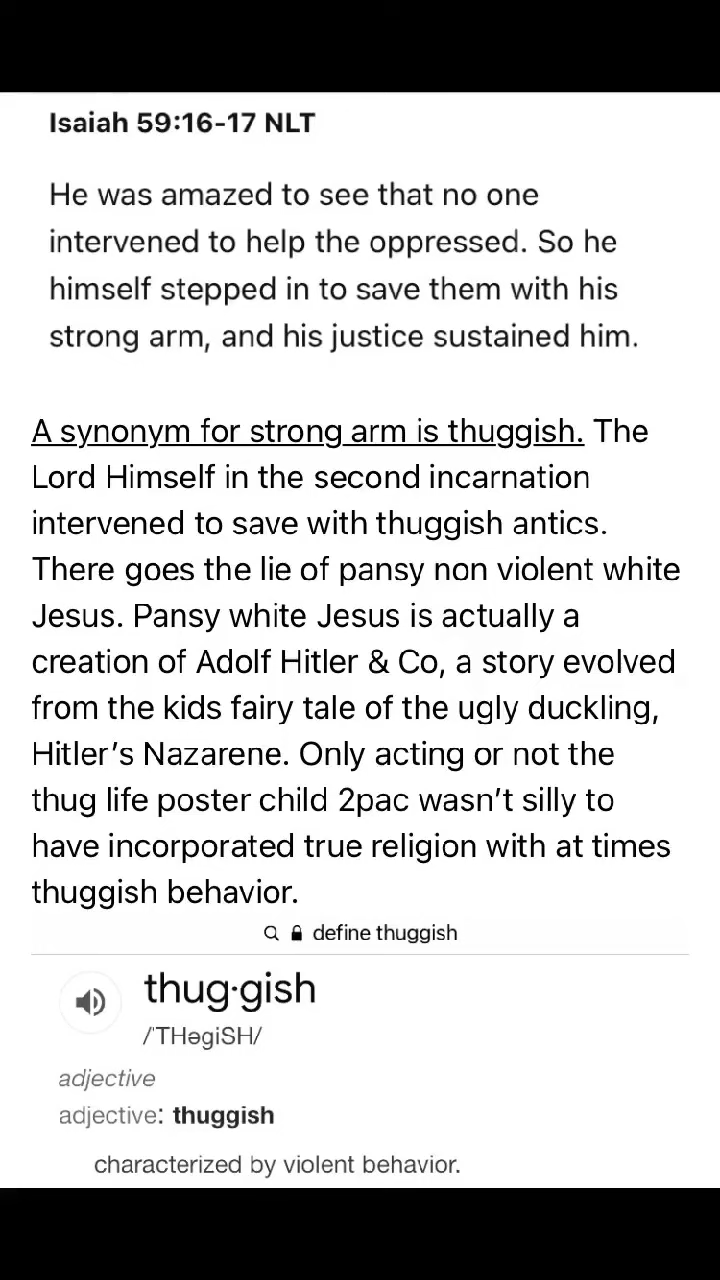 Isaiah 59:16-17 NLT
He was amazed to see that no one
intervened to help the oppressed. So he
himself stepped in to save them with his
strong arm, and his justice sustained him.
A synonym for strong arm is thuggish. The
Lord Himself in the second incarnation
intervened to save with thuggish antics.
There goes the lie of pansy non violent white
Jesus. Pansy white Jesus is actually a
creation of Adolf Hitler & Co, a story evolved
from the kids fairy tale of the ugly duckling,
Hitler’s Nazarene. Only acting or not the
thug life poster child 2pac wasn’t silly to
have incorporated true religion with at times
thuggish behavior.
define thuggish
thug·gish
/ˈTHəɡiSH/
adjective
adjective: thuggish
characterized by violent behavior.